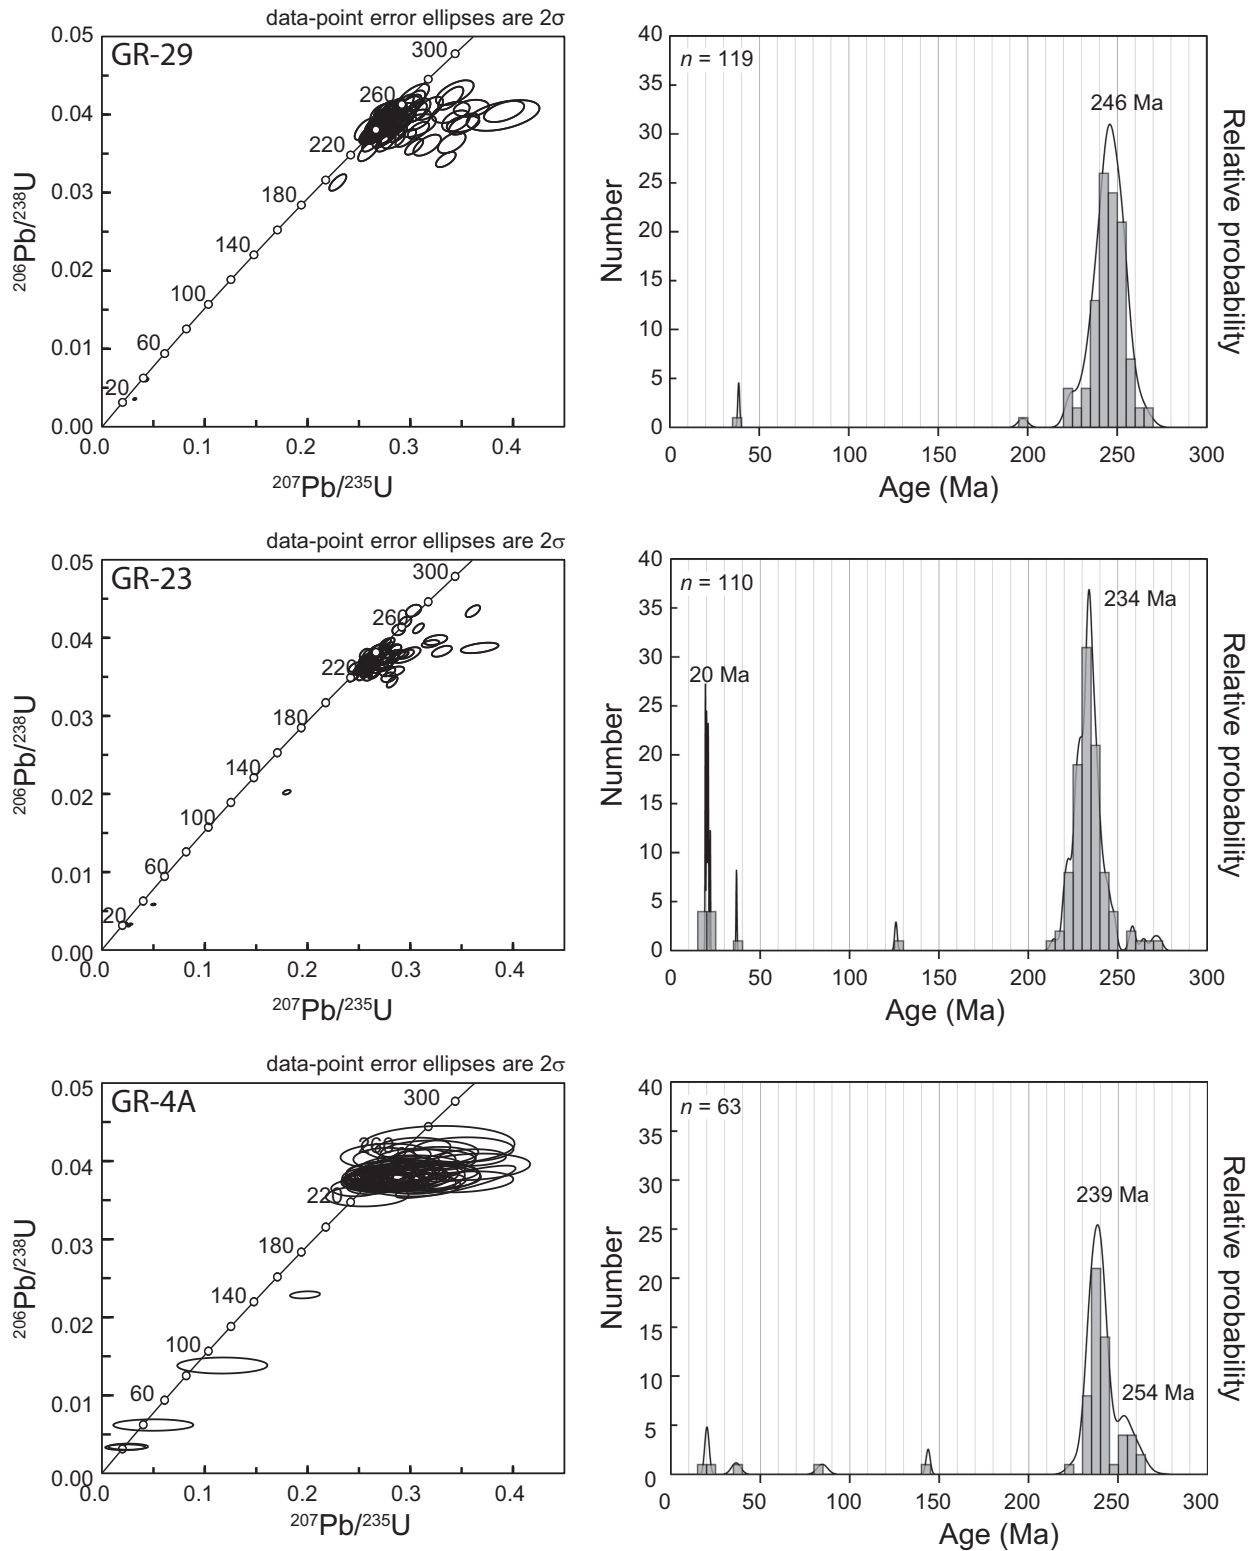 data-point error ellipses are 2σ
GR-29
300
260
220
180
140
100
60
20
0.05
0.04
0.03
0.02
0.01
0.00
0.0 0.1 0.2 0.3 0.4
²⁰⁶Pb/²³⁸U
²⁰⁷Pb/²³⁵U
n = 119
246 Ma
40
35
30
25
20
15
10
5
0
0 50 100 150 200 250 300
Number
Age (Ma)
Relative probability
data-point error ellipses are 2σ
GR-23
300
260
220
180
140
100
60
20
0.05
0.04
0.03
0.02
0.01
0.00
0.0 0.1 0.2 0.3 0.4
²⁰⁶Pb/²³⁸U
²⁰⁷Pb/²³⁵U
n = 110
234 Ma
20 Ma
40
35
30
25
20
15
10
5
0
0 50 100 150 200 250 300
Number
Age (Ma)
Relative probability
data-point error ellipses are 2σ
GR-4A
300
260
220
180
140
100
60
20
0.05
0.04
0.03
0.02
0.01
0.00
0.0 0.1 0.2 0.3 0.4
²⁰⁶Pb/²³⁸U
²⁰⁷Pb/²³⁵U
n = 63
239 Ma
254 Ma
40
35
30
25
20
15
10
5
0
0 50 100 150 200 250 300
Number
Age (Ma)
Relative probability